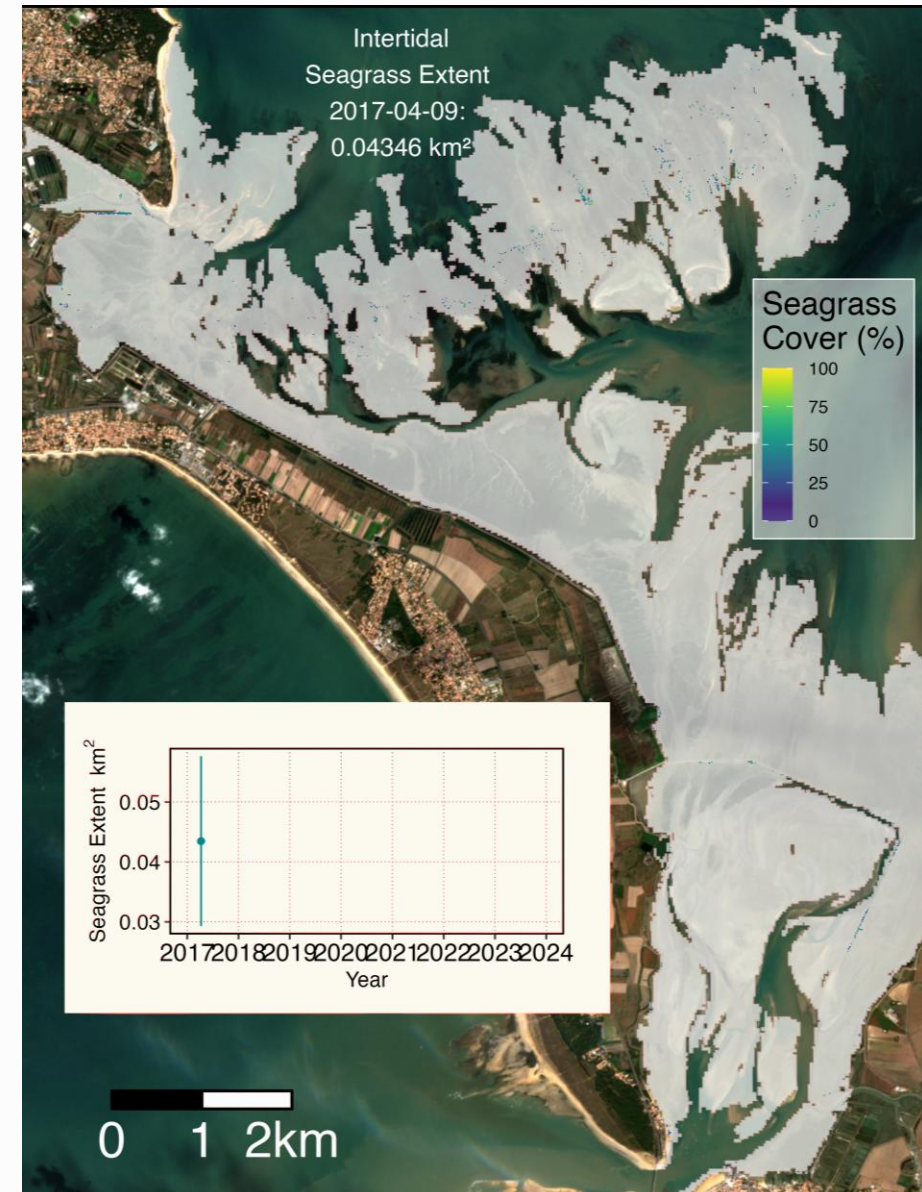 Intertidal
Seagrass Extent
2017-04-09:
0.04346 km²
Seagrass
Cover (%)
100
75
50
25
0
Seagrass Extent km²
0.05
0.04
0.03
2017 2018 2019 2020 2021 2022 2023 2024
Year
0 1 2km